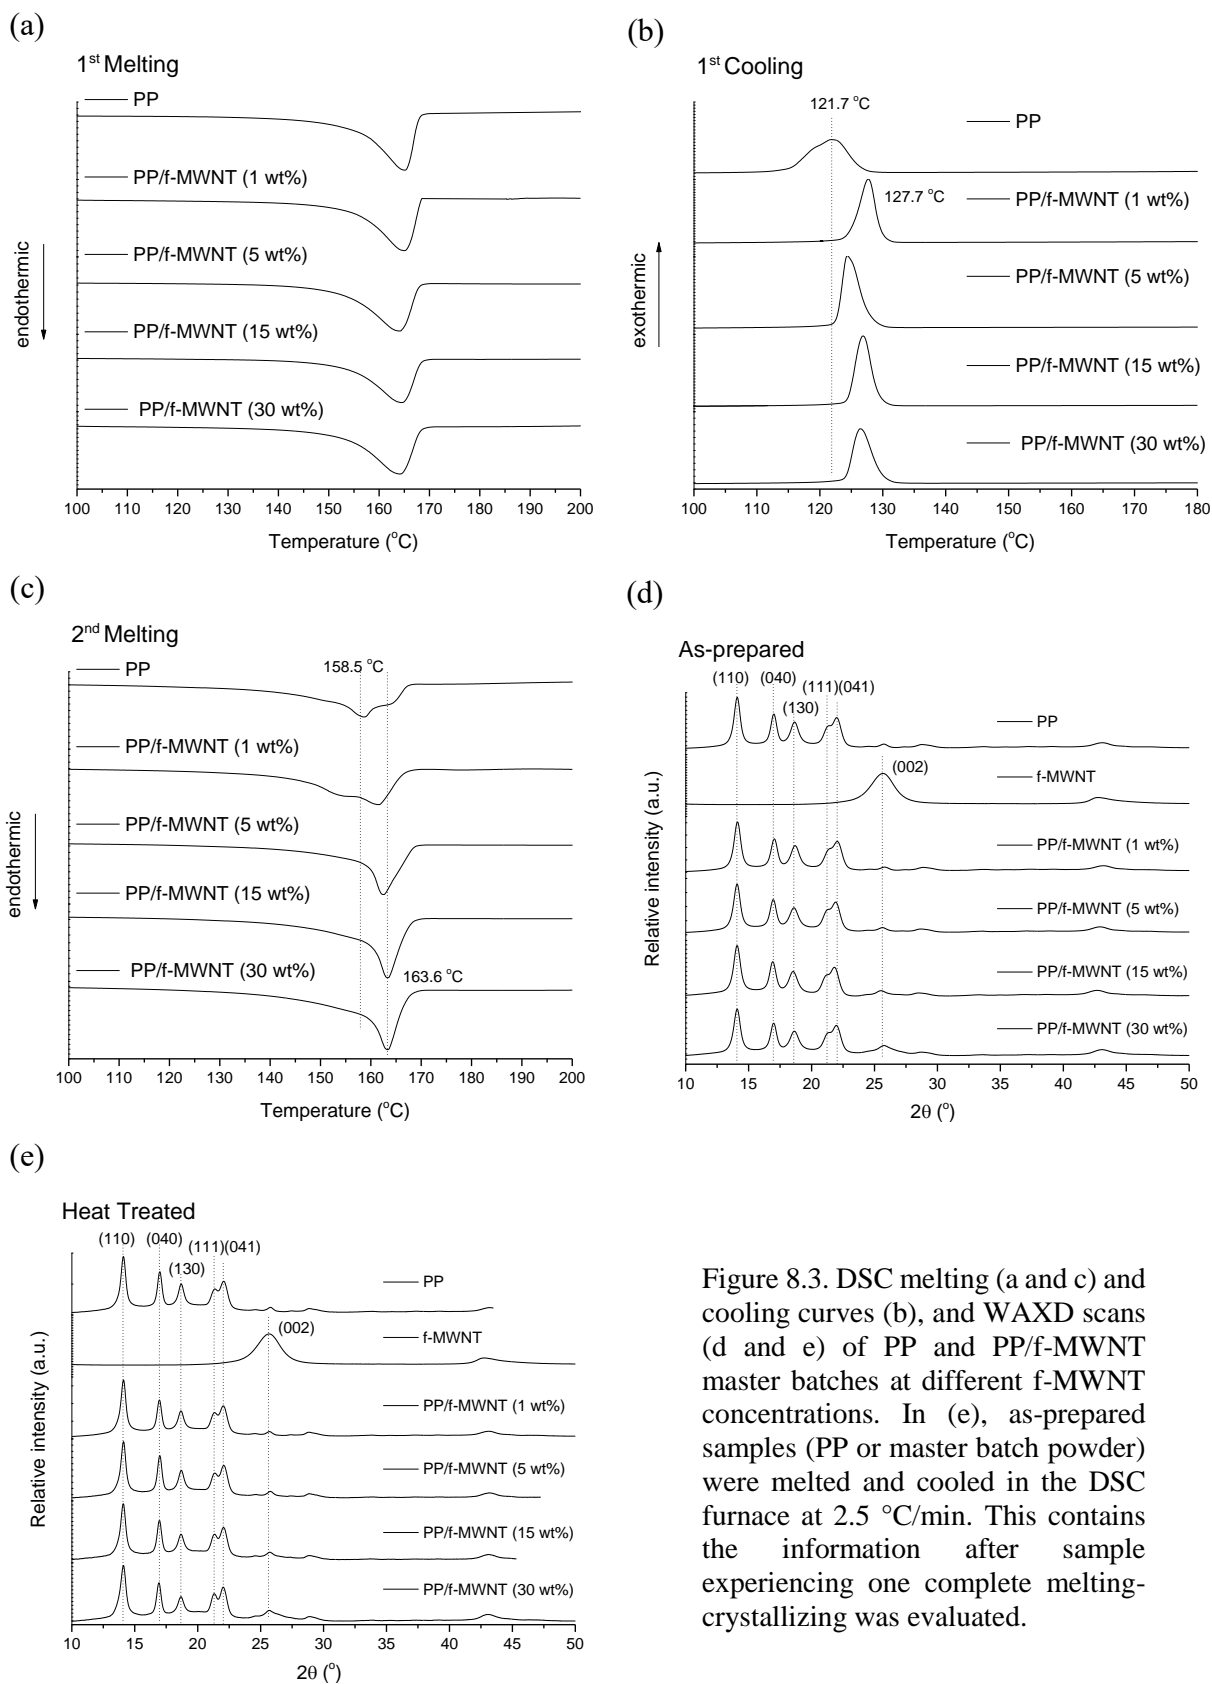 (a)
1st Melting
PP
PP/f-MWNT (1 wt%)
PP/f-MWNT (5 wt%)
PP/f-MWNT (15 wt%)
PP/f-MWNT (30 wt%)
endothermic
100 110 120 130 140 150 160 170 180 190 200
Temperature (°C)
(b)
1st Cooling
121.7 °C
PP
127.7 °C
PP/f-MWNT (1 wt%)
PP/f-MWNT (5 wt%)
PP/f-MWNT (15 wt%)
PP/f-MWNT (30 wt%)
exothermic
100 110 120 130 140 150 160 170 180
Temperature (°C)
(c)
2nd Melting
158.5 °C
PP
PP/f-MWNT (1 wt%)
PP/f-MWNT (5 wt%)
PP/f-MWNT (15 wt%)
PP/f-MWNT (30 wt%)
163.6 °C
endothermic
100 110 120 130 140 150 160 170 180 190 200
Temperature (°C)
(d)
As-prepared
(110) (040) (111) (041)
(130)
PP
(002)
f-MWNT
PP/f-MWNT (1 wt%)
PP/f-MWNT (5 wt%)
PP/f-MWNT (15 wt%)
PP/f-MWNT (30 wt%)
Relative intensity (a.u.)
10 15 20 25 30 35 40 45 50
2θ (°)
(e)
Heat Treated
(110) (040) (111) (041)
(130)
PP
(002)
f-MWNT
PP/f-MWNT (1 wt%)
PP/f-MWNT (5 wt%)
PP/f-MWNT (15 wt%)
PP/f-MWNT (30 wt%)
Relative intensity (a.u.)
10 15 20 25 30 35 40 45 50
2θ (°)
Figure 8.3. DSC melting (a and c) and
cooling curves (b), and WAXD scans
(d and e) of PP and PP/f-MWNT
master batches at different f-MWNT
concentrations. In (e), as-prepared
samples (PP or master batch powder)
were melted and cooled in the DSC
furnace at 2.5 °C/min. This contains
the information after sample
experiencing one complete melting-
crystallizing was evaluated.